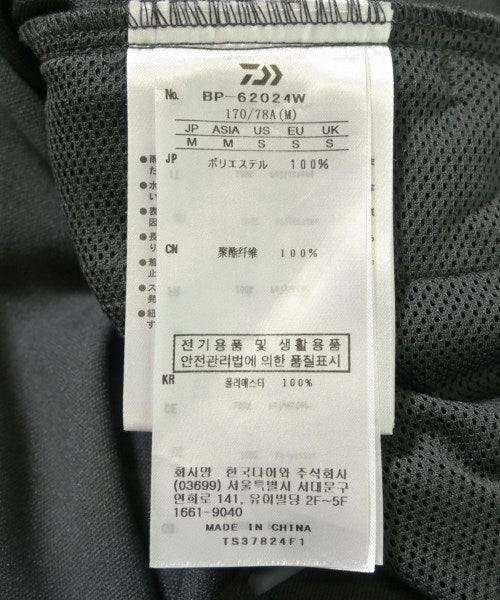 No. BP-62024W
170/78A(M)
JP ASIA US EU UK
M M S S S
JP ポリエステル 100%
CN 聚酯纤维 100%
전기용품 및 생활용품
안전관리법에 의한 품질표시
KR 폴리에스터 100%
회사명 한국다이와 주식회사
(03699) 서울특별시 서대문구
연희로 141, 유이빌딩 2F~5F
1661-9040
MADE IN CHINA
TS37824F1